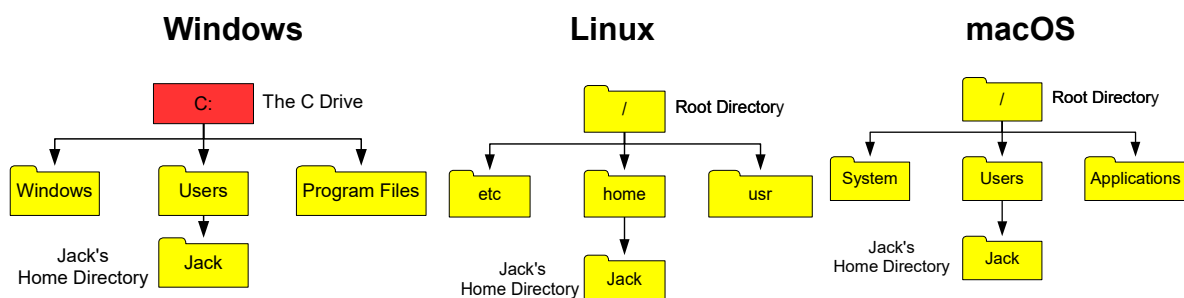 Windows
Linux
macOS
C:
The C Drive
/
Root Directory
/
Root Directory
Windows
Users
Program Files
etc
home
usr
System
Users
Applications
Jack's
Home Directory
Jack
Jack's
Home Directory
Jack
Jack's
Home Directory
Jack